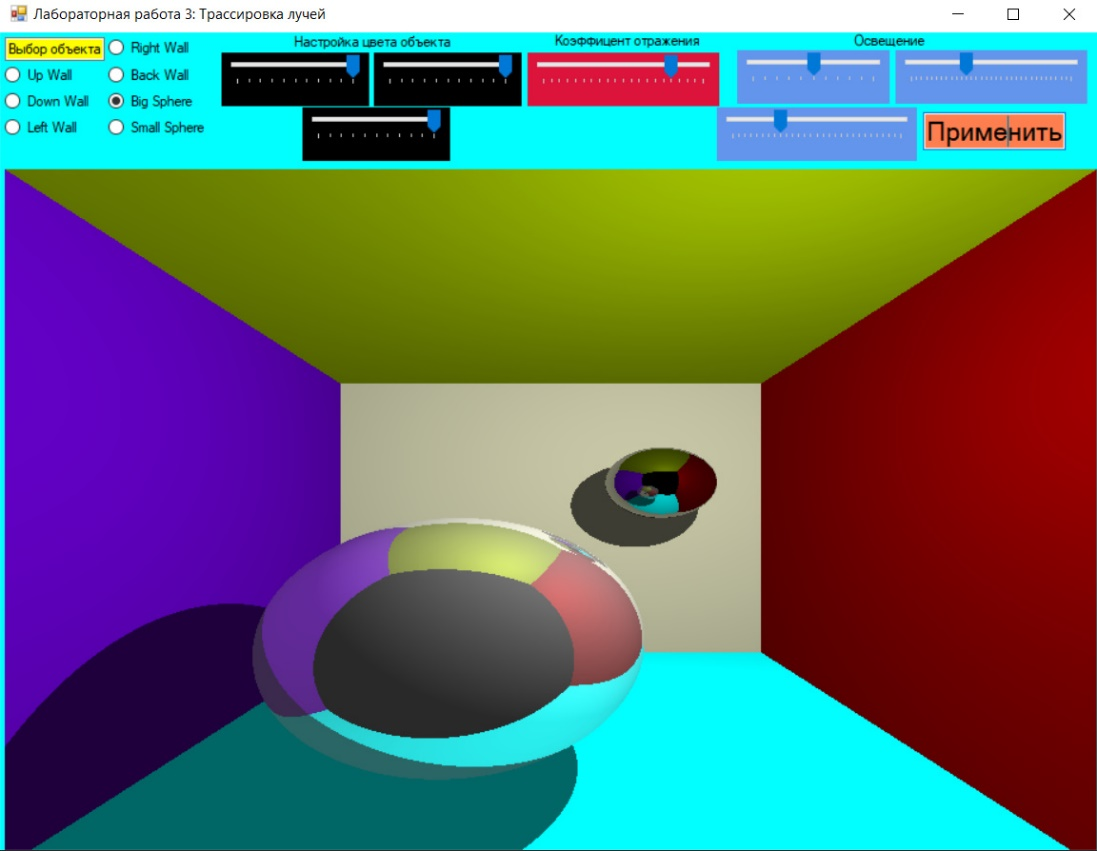 Лабораторная работа 3: Трассировка лучей
Выбор объекта
Right Wall
Up Wall
Back Wall
Down Wall
Big Sphere
Left Wall
Small Sphere
Настройка цвета объекта
Коэффицент отражения
Освещение
Применить